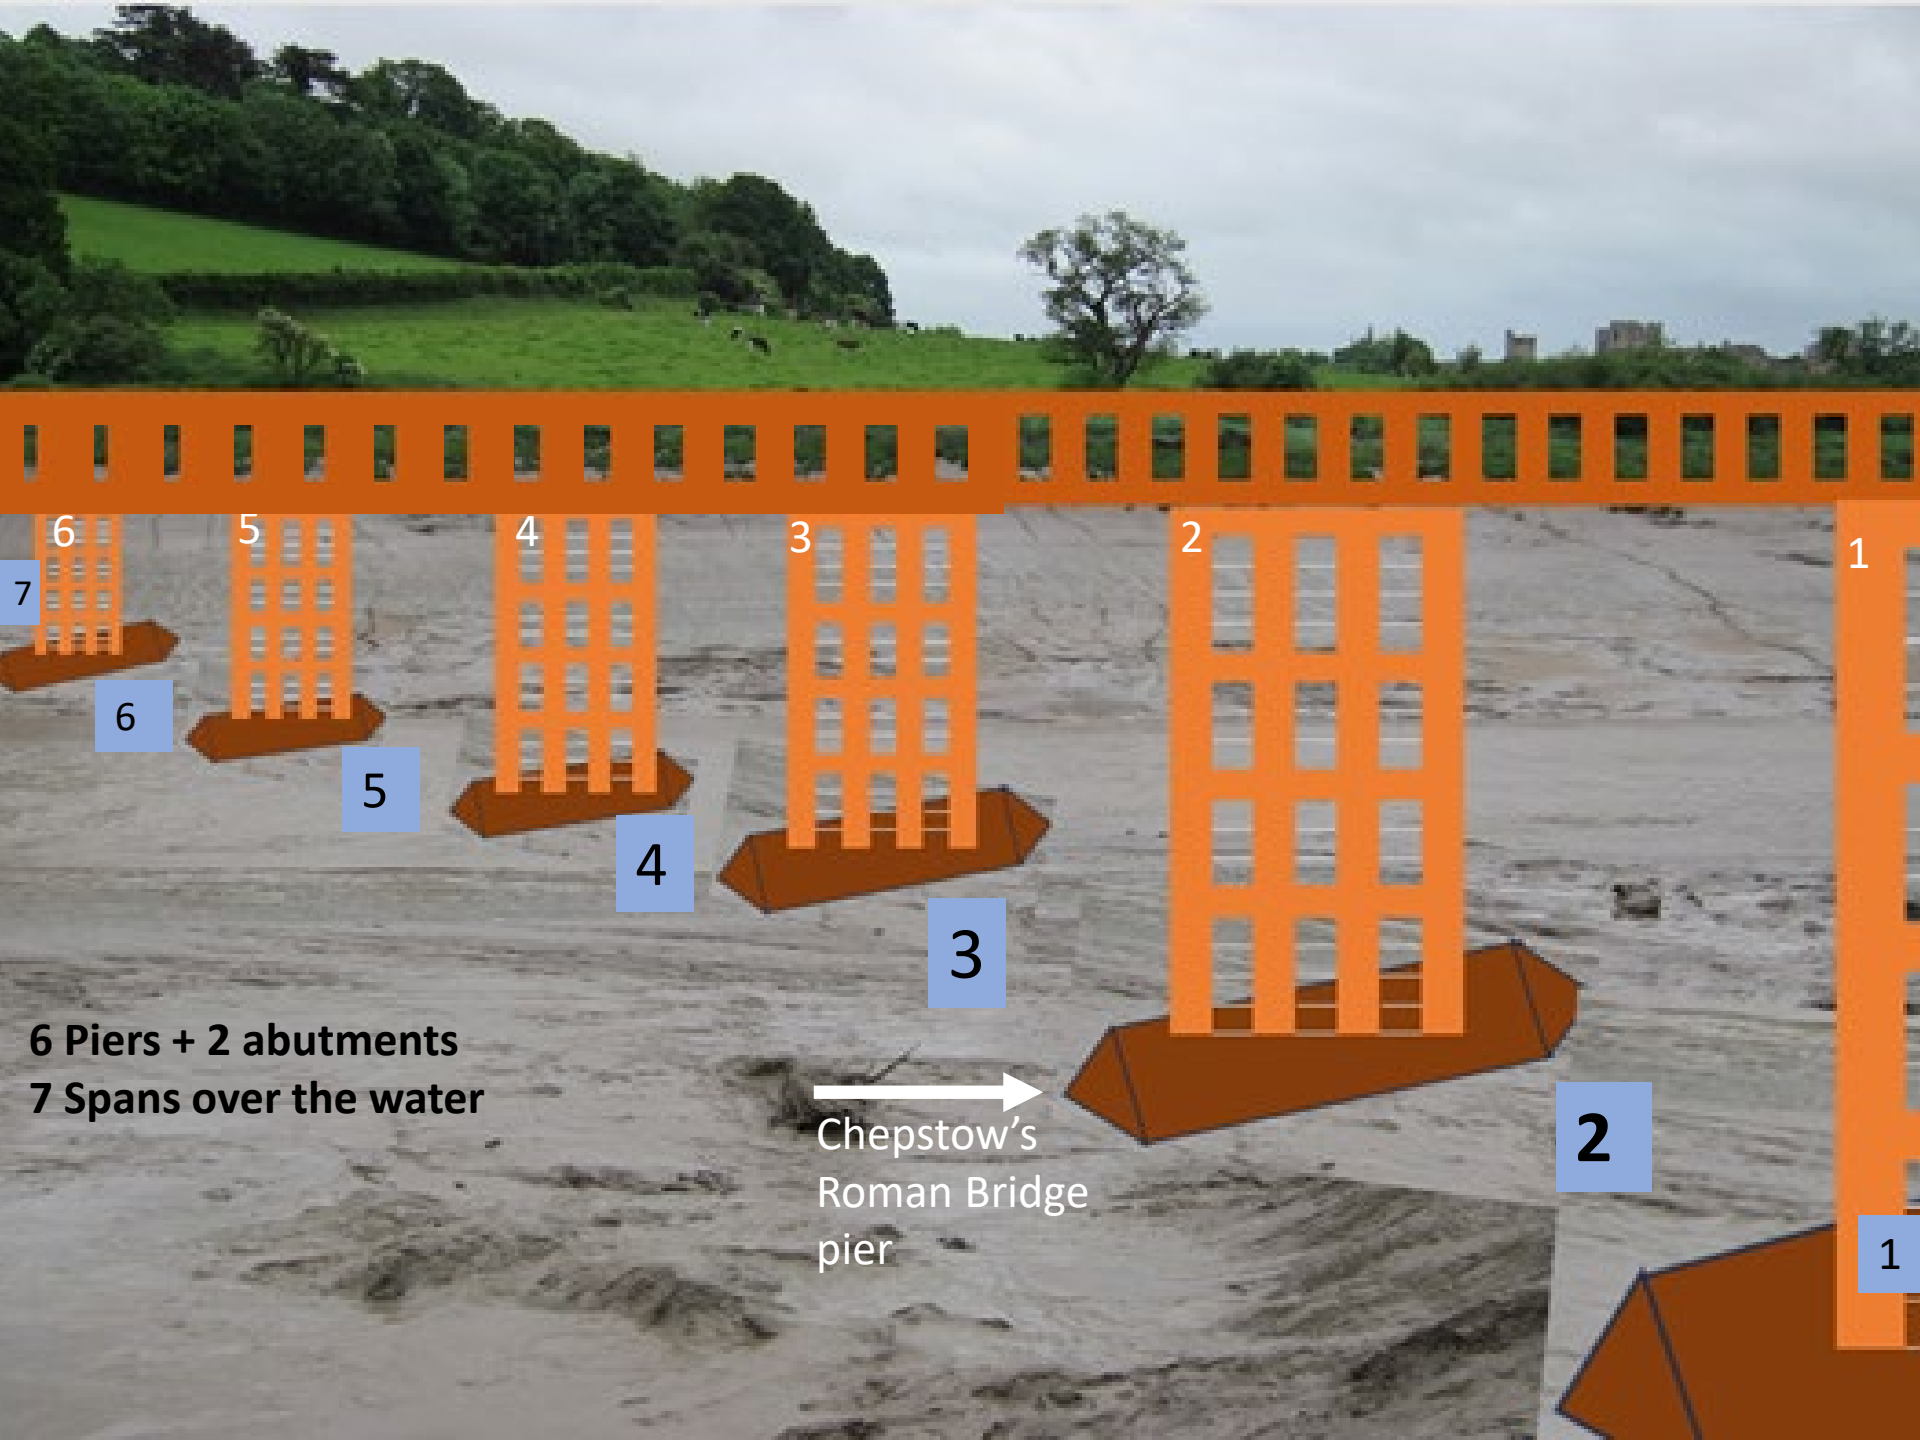 6
5
4
3
2
1
7
6
5
4
3
2
1
6 Piers + 2 abutments
7 Spans over the water
Chepstow’s
Roman Bridge
pier